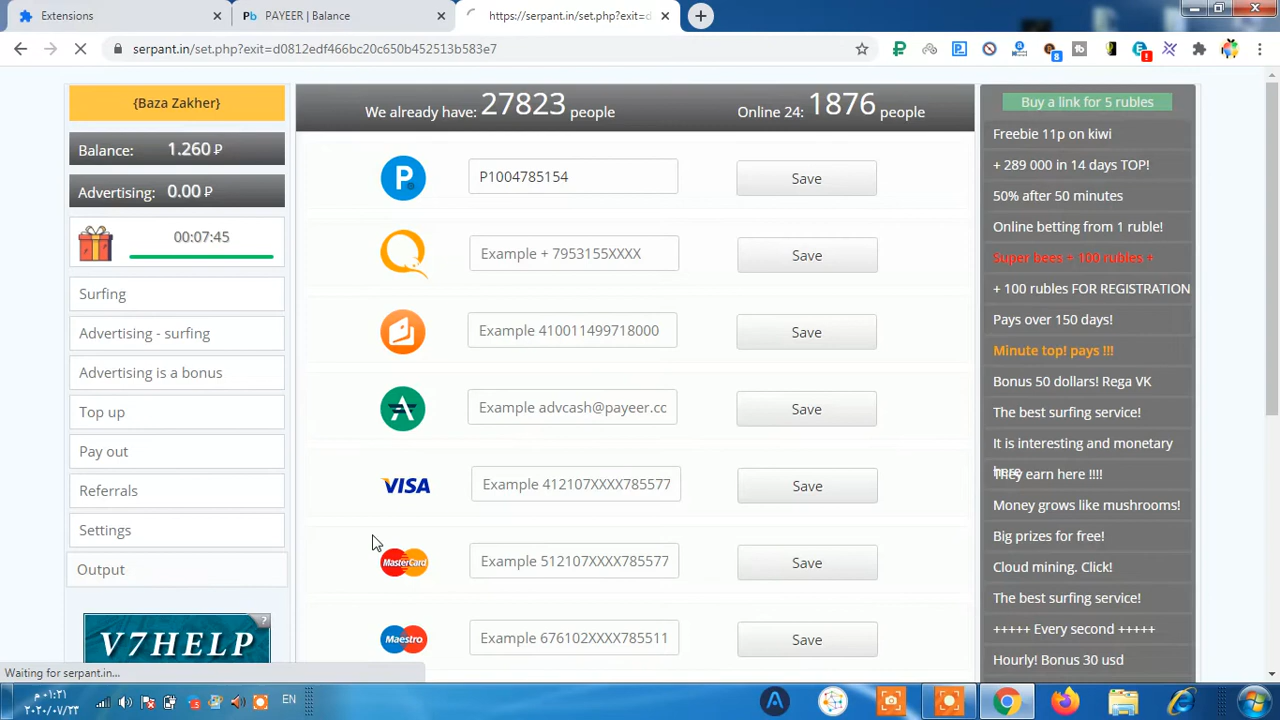 Extensions
PAYEER | Balance
https://serpant.in/set.php?exit=d
serpant.in/set.php?exit=d0812edf466bc20c650b452513b583e7
{Baza Zakher}
Balance: 1.260 ₽
Advertising: 0.00 ₽
00:07:45
Surfing
Advertising - surfing
Advertising is a bonus
Top up
Pay out
Referrals
Settings
Output
V7HELP
?
We already have: 27823 people
Online 24: 1876 people
P1004785154
Save
Example + 7953155XXXX
Save
Example 410011499718000
Save
Example advcash@payeer.cc
Save
VISA
Example 412107XXXX785577
Save
MasterCard
Example 512107XXXX785577
Save
Maestro
Example 676102XXXX785511
Save
Buy a link for 5 rubles
Freebie 11p on kiwi
+ 289 000 in 14 days TOP!
50% after 50 minutes
Online betting from 1 ruble!
Super bees + 100 rubles +
+ 100 rubles FOR REGISTRATION
Pays over 150 days!
Minute top! pays !!!
Bonus 50 dollars! Rega VK
The best surfing service!
It is interesting and monetary
here
They earn here !!!!
Money grows like mushrooms!
Big prizes for free!
Cloud mining. Click!
The best surfing service!
+++++ Every second +++++
Hourly! Bonus 30 usd
Waiting for serpant.in...
٠١:٢١ م
٢٠٢٠/٠٧/٢٣
EN